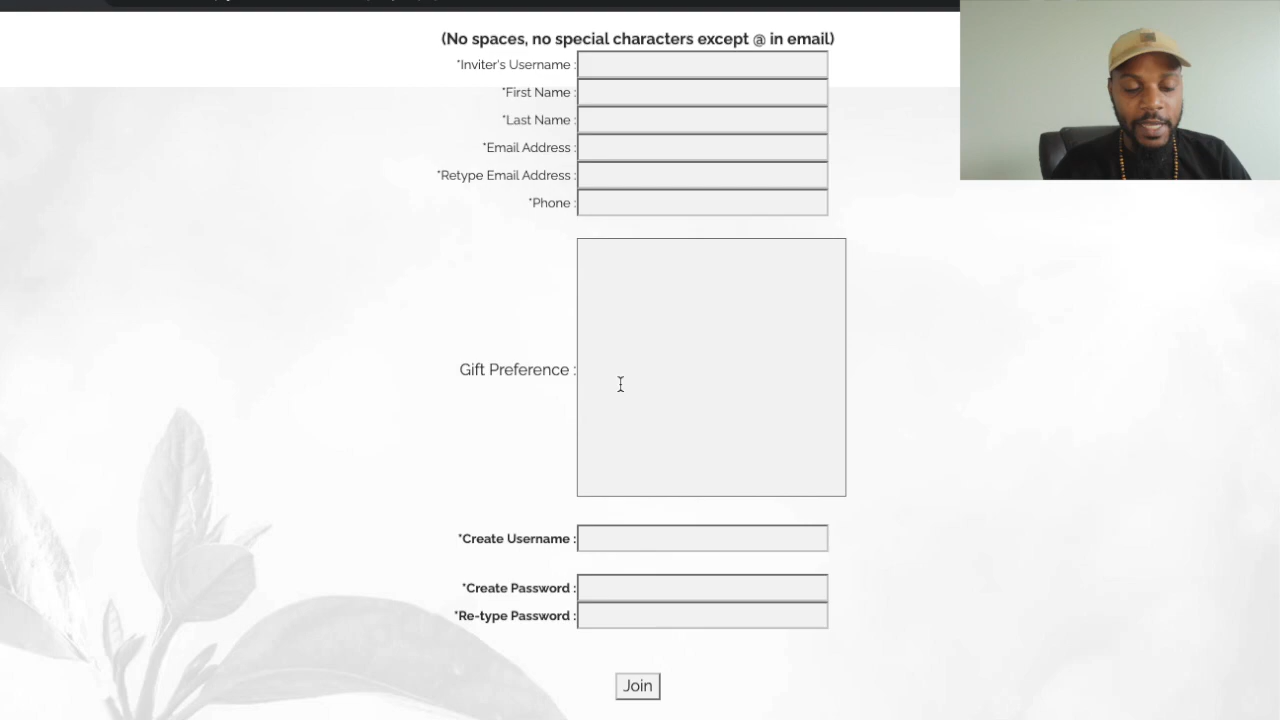 (No spaces, no special characters except @ in email)
*Inviter's Username :
*First Name :
*Last Name :
*Email Address :
*Retype Email Address :
*Phone :
Gift Preference :
*Create Username :
*Create Password :
*Re-type Password :
Join